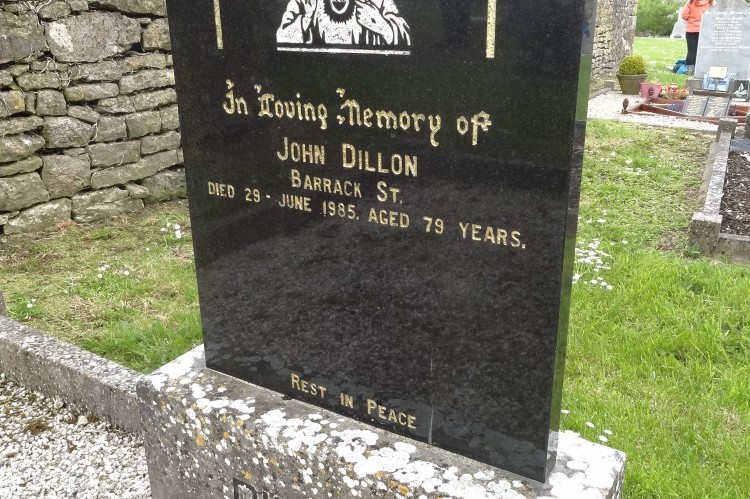 In Loving Memory of
JOHN DILLON
BARRACK ST.
DIED 29 - JUNE 1985. AGED 79 YEARS.
REST IN PEACE